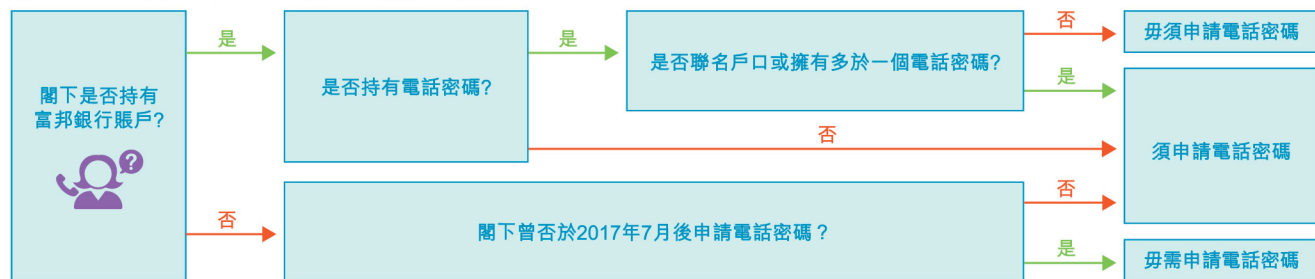 閣下是否持有
富邦銀行賬戶?
?
是
否
是否持有電話密碼?
是
否
是否聯名戶口或擁有多於一個電話密碼?
否
是
毋須申請電話密碼
須申請電話密碼
閣下曾否於2017年7月後申請電話密碼？
否
是
毋需申請電話密碼